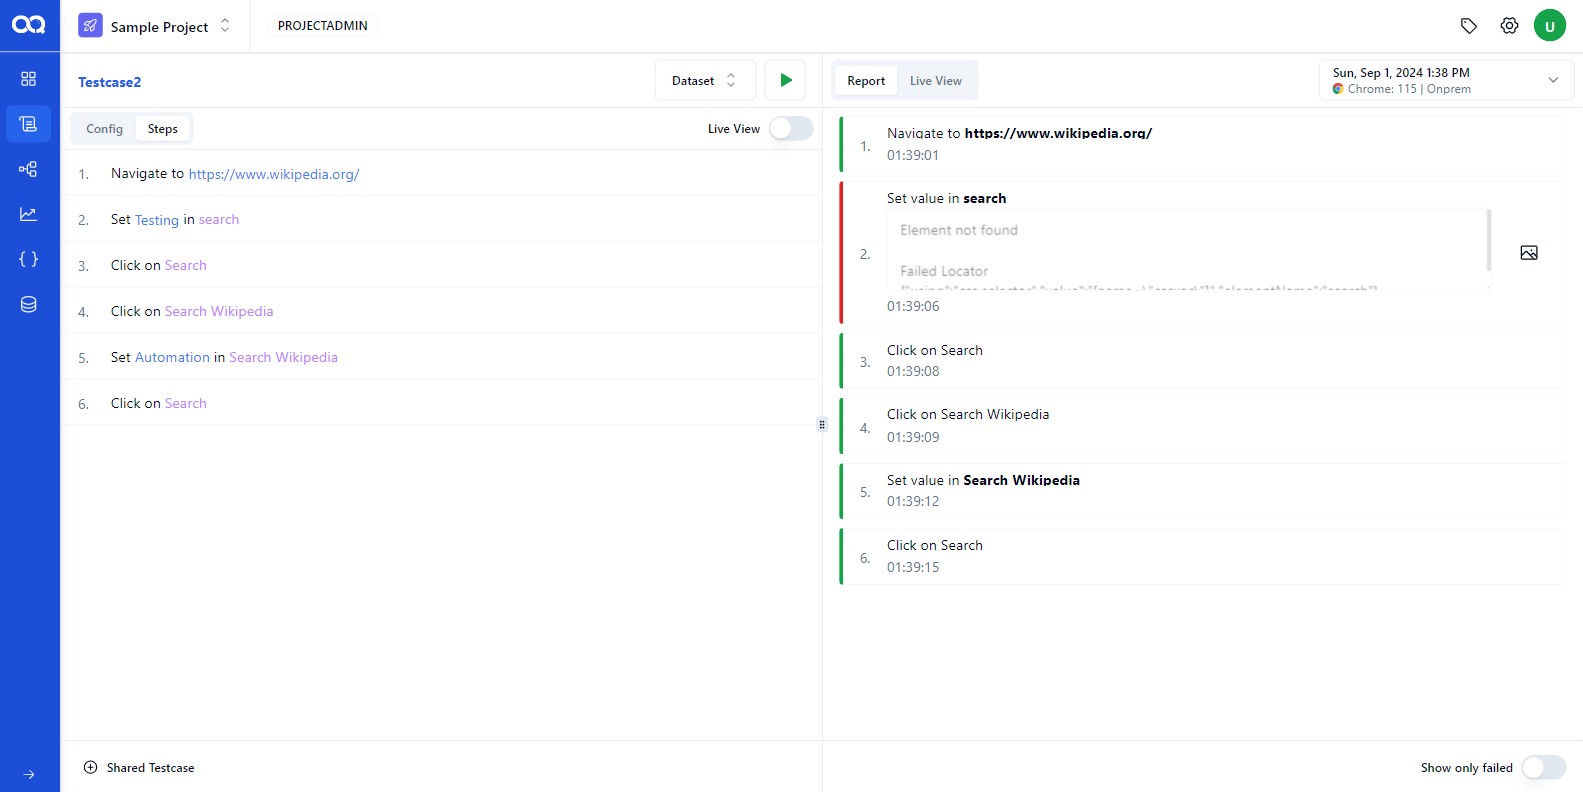 Sample Project
PROJECTADMIN
U
Testcase2
Dataset
Config
Steps
Live View
1. Navigate to https://www.wikipedia.org/
2. Set Testing in search
3. Click on Search
4. Click on Search Wikipedia
5. Set Automation in Search Wikipedia
6. Click on Search
Shared Testcase
Report
Live View
Sun, Sep 1, 2024 1:38 PM
Chrome: 115 | Onprem
1. Navigate to https://www.wikipedia.org/
01:39:01
2. Set value in search
Element not found
Failed Locator
01:39:06
3. Click on Search
01:39:08
4. Click on Search Wikipedia
01:39:09
5. Set value in Search Wikipedia
01:39:12
6. Click on Search
01:39:15
Show only failed